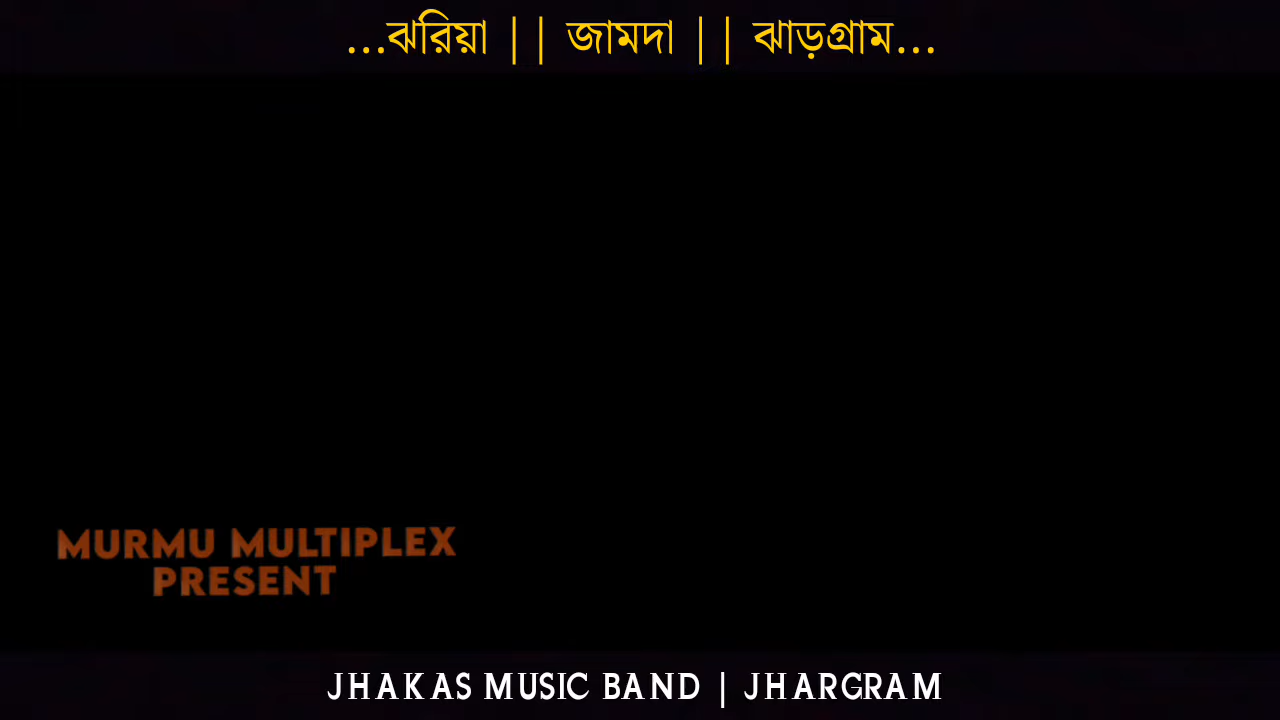 ...ঝরিয়া || জামদা || ঝাড়গ্রাম...
MURMU MULTIPLEX
PRESENT
JHAKAS MUSIC BAND | JHARGRAM